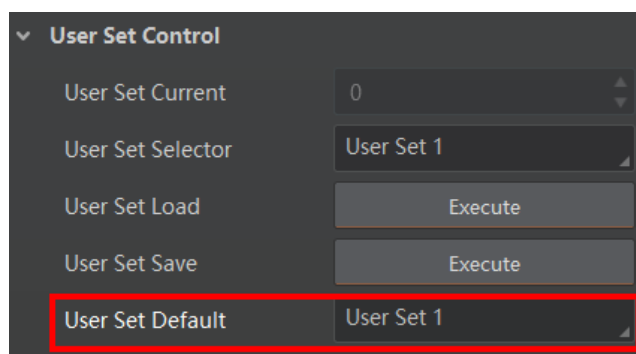 User Set Control
User Set Current 0
User Set Selector User Set 1
User Set Load Execute
User Set Save Execute
User Set Default User Set 1